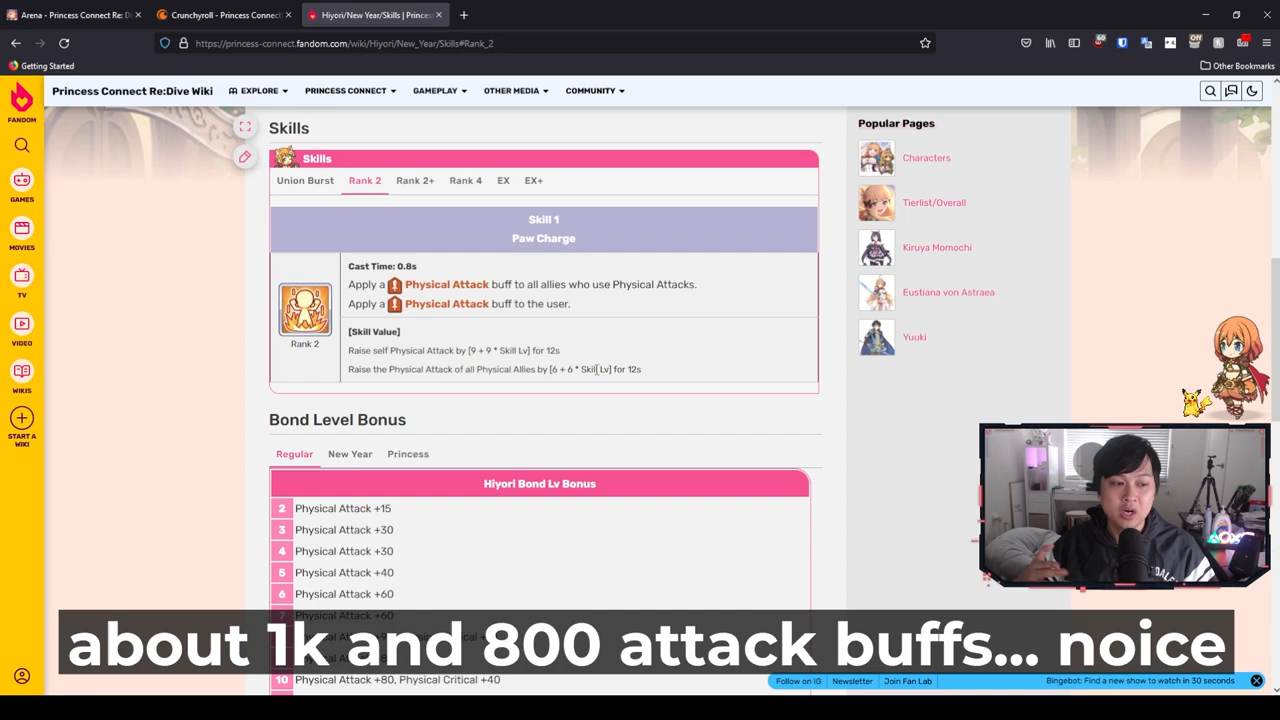 Arena - Princess Connect Re: Di
Crunchyroll - Princess Connect!
Hiyori/New Year/Skills | Princess
https://princess-connect.fandom.com/wiki/Hiyori/New_Year/Skills#Rank_2
60
Off
Getting Started
Other Bookmarks
FANDOM
GAMES
MOVIES
TV
VIDEO
WIKIS
START A
WIKI
Princess Connect Re:Dive Wiki
EXPLORE
PRINCESS CONNECT
GAMEPLAY
OTHER MEDIA
COMMUNITY
Skills
Skills
Union Burst
Rank 2
Rank 2+
Rank 4
EX
EX+
Skill 1
Paw Charge
Rank 2
Cast Time: 0.8s
Apply a Physical Attack buff to all allies who use Physical Attacks.
Apply a Physical Attack buff to the user.
[Skill Value]
Raise self Physical Attack by [9 + 9 * Skill Lv] for 12s
Raise the Physical Attack of all Physical Allies by [6 + 6 * Skill Lv] for 12s
Bond Level Bonus
Regular
New Year
Princess
Hiyori Bond Lv Bonus
2 Physical Attack +15
3 Physical Attack +30
4 Physical Attack +30
5 Physical Attack +40
6 Physical Attack +60
7 Physical Attack +60
10 Physical Attack +80, Physical Critical +40
Popular Pages
Characters
Tierlist/Overall
Kiruya Momochi
Eustiana von Astraea
Yuuki
about 1k and 800 attack buffs... noice
Follow on IG
Newsletter
Join Fan Lab
Bingebot: Find a new show to watch in 30 seconds